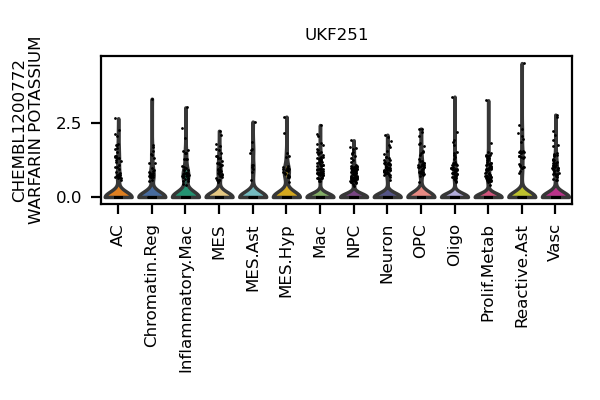 UKF251
CHEMBL1200772
WARFARIN POTASSIUM
2.5
0.0
AC
Chromatin.Reg
Inflammatory.Mac
MES
MES.Ast
MES.Hyp
Mac
NPC
Neuron
OPC
Oligo
Prolif.Metab
Reactive.Ast
Vasc